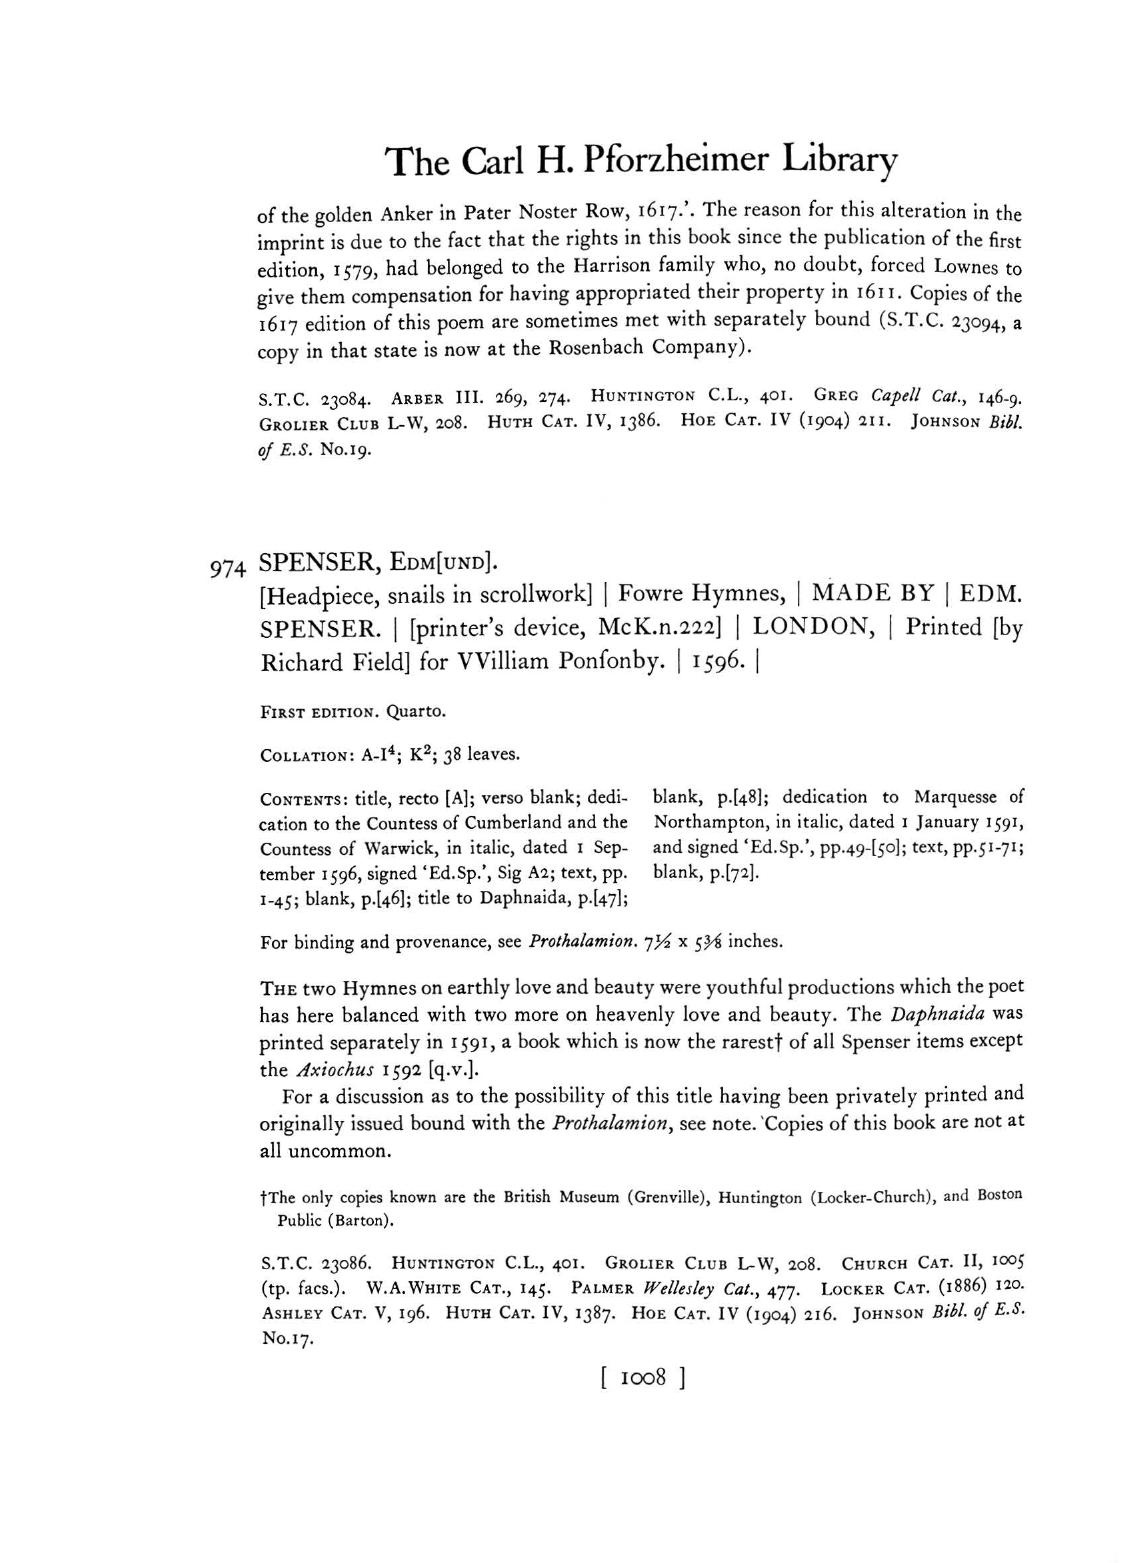 The Carl H. Pforzheimer Library
of the golden Anker in Pater Noster Row, 1617.’. The reason for this alteration in the
imprint is due to the fact that the rights in this book since the publication of the first
edition, 1579, had belonged to the Harrison family who, no doubt, forced Lownes to
give them compensation for having appropriated their property in 1611. Copies of the
1617 edition of this poem are sometimes met with separately bound (S.T.C. 23094, a
copy in that state is now at the Rosenbach Company).
S.T.C. 23084. ARBER III. 269, 274. HUNTINGTON C.L., 401. GREG Capell Cat., 146-9.
GROLIER CLUB L-W, 208. HUTH CAT. IV, 1386. HOE CAT. IV (1904) 211. JOHNSON Bibl.
of E.S. No.19.
974 SPENSER, EDM[UND].
[Headpiece, snails in scrollwork] | Fowre Hymnes, | MADE BY | EDM.
SPENSER. | [printer’s device, McK.n.222] | LONDON, | Printed [by
Richard Field] for VVilliam Ponſonby. | 1596. |
FIRST EDITION. Quarto.
COLLATION: A-I⁴; K²; 38 leaves.
CONTENTS: title, recto [A]; verso blank; dedi-
cation to the Countess of Cumberland and the
Countess of Warwick, in italic, dated 1 Sep-
tember 1596, signed ‘Ed.Sp.’, Sig A2; text, pp.
1-45; blank, p.[46]; title to Daphnaida, p.[47];
blank, p.[48]; dedication to Marquesse of
Northampton, in italic, dated 1 January 1591,
and signed ‘Ed.Sp.’, pp.49-[50]; text, pp.51-71;
blank, p.[72].
For binding and provenance, see Prothalamion. 7½ x 5⅜ inches.
THE two Hymnes on earthly love and beauty were youthful productions which the poet
has here balanced with two more on heavenly love and beauty. The Daphnaida was
printed separately in 1591, a book which is now the rarest† of all Spenser items except
the Axiochus 1592 [q.v.].
For a discussion as to the possibility of this title having been privately printed and
originally issued bound with the Prothalamion, see note. Copies of this book are not at
all uncommon.
†The only copies known are the British Museum (Grenville), Huntington (Locker-Church), and Boston
Public (Barton).
S.T.C. 23086. HUNTINGTON C.L., 401. GROLIER CLUB L-W, 208. CHURCH CAT. II, 1005
(tp. facs.). W.A.WHITE CAT., 145. PALMER Wellesley Cat., 477. LOCKER CAT. (1886) 120.
ASHLEY CAT. V, 196. HUTH CAT. IV, 1387. HOE CAT. IV (1904) 216. JOHNSON Bibl. of E.S.
No.17.
[ 1008 ]